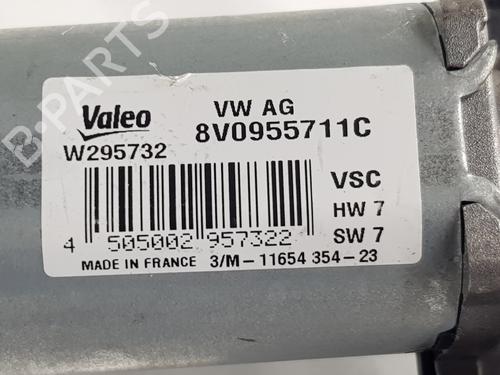 Valeo
VW AG
8V0955711C
W295732
VSC
HW 7
SW 7
4 505002 957322
MADE IN FRANCE 3/M-11654 354-23
B-PARTS